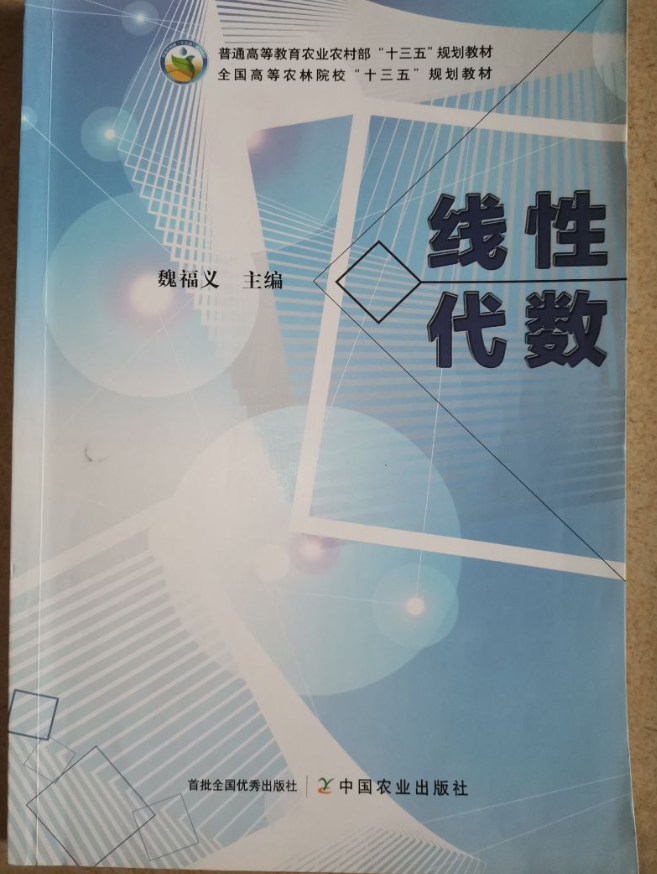 普通高等教育农业农村部“十三五”规划教材
全国高等农林院校“十三五”规划教材
线性
代数
魏福义 主编
首批全国优秀出版社 中国农业出版社